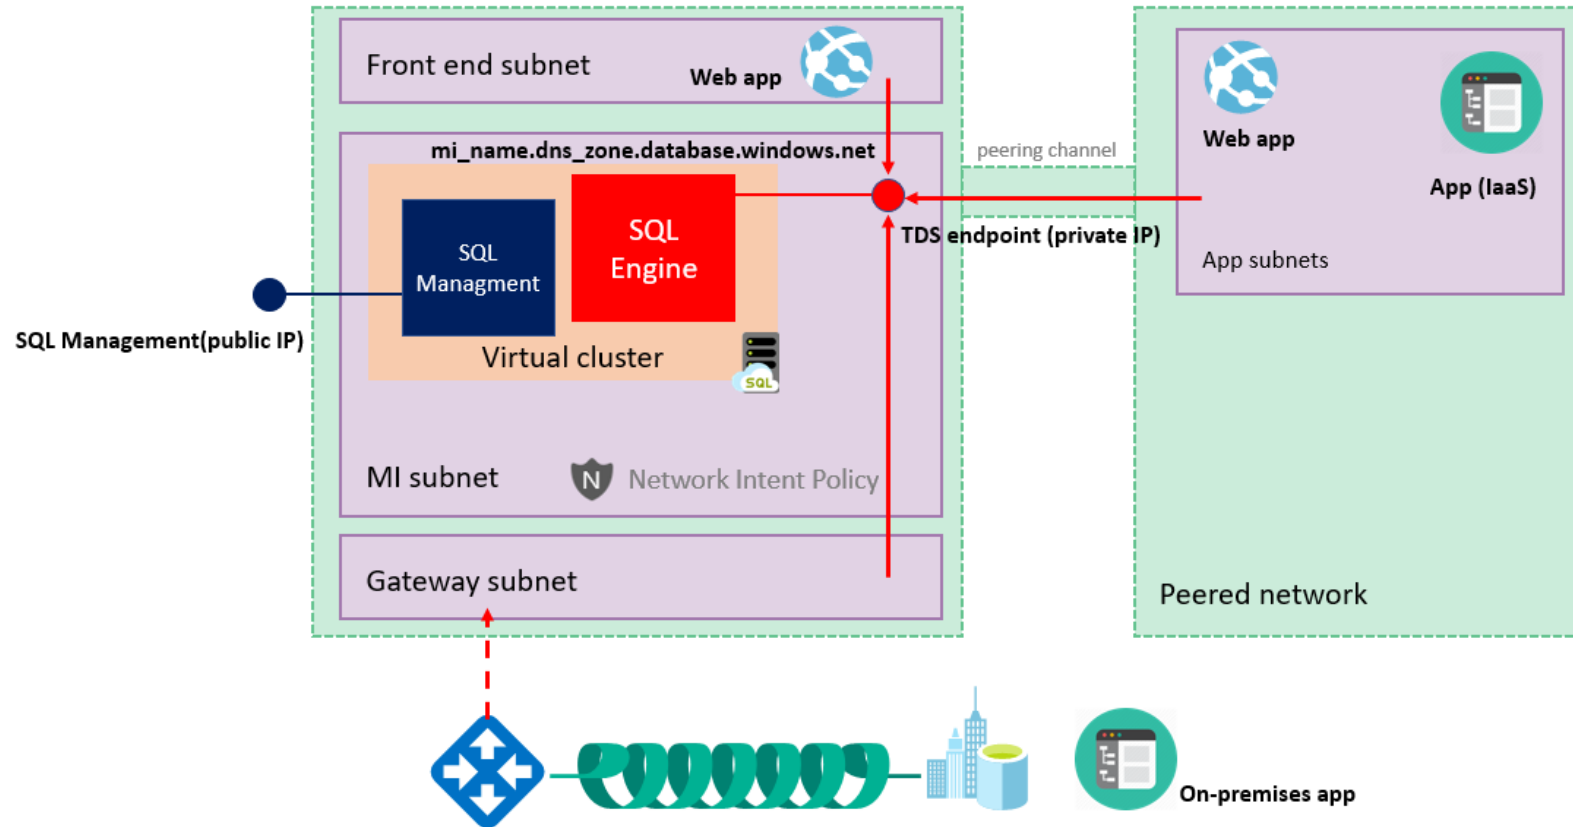 Front end subnet
Web app
mi_name.dns_zone.database.windows.net
SQL
Managment
SQL
Engine
Virtual cluster
SQL
SQL Management(public IP)
MI subnet
N
Network Intent Policy
Gateway subnet
peering channel
TDS endpoint (private IP)
Web app
App (IaaS)
App subnets
Peered network
On-premises app